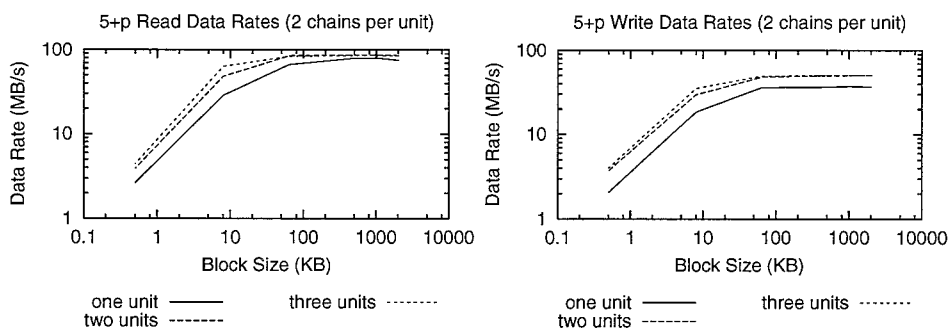 5+p Read Data Rates (2 chains per unit)
100
10
1
Data Rate (MB/s)
0.1 1 10 100 1000 10000
Block Size (KB)
one unit
two units
three units
5+p Write Data Rates (2 chains per unit)
100
10
1
Data Rate (MB/s)
0.1 1 10 100 1000 10000
Block Size (KB)
one unit
two units
three units